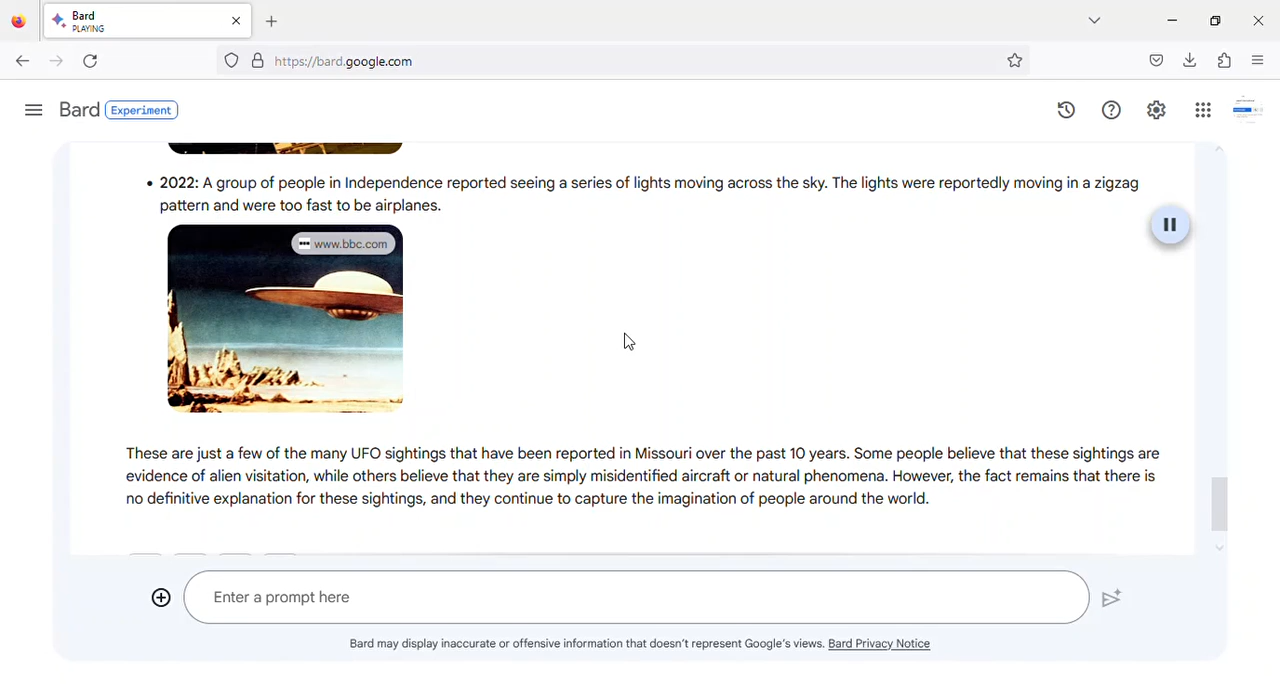 Bard
PLAYING
https://bard.google.com
Bard Experiment
• 2022: A group of people in Independence reported seeing a series of lights moving across the sky. The lights were reportedly moving in a zigzag
pattern and were too fast to be airplanes.
www.bbc.com
These are just a few of the many UFO sightings that have been reported in Missouri over the past 10 years. Some people believe that these sightings are
evidence of alien visitation, while others believe that they are simply misidentified aircraft or natural phenomena. However, the fact remains that there is
no definitive explanation for these sightings, and they continue to capture the imagination of people around the world.
Enter a prompt here
Bard may display inaccurate or offensive information that doesn't represent Google's views. Bard Privacy Notice